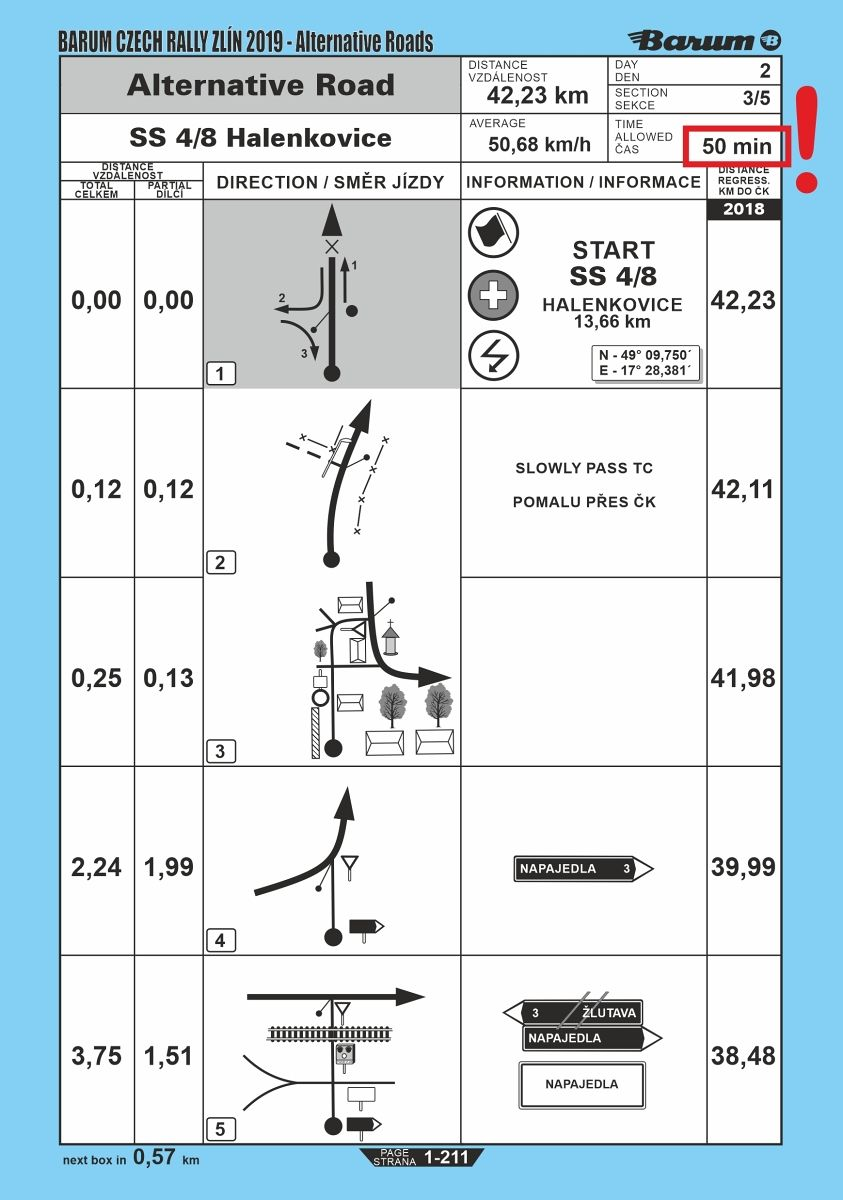 BARUM CZECH RALLY ZLÍN 2019 - Alternative Roads
Barum B
Alternative Road
DISTANCE
VZDÁLENOST
42,23 km
DAY
DEN
2
SECTION
SEKCE
3/5
SS 4/8 Halenkovice
AVERAGE
50,68 km/h
TIME
ALLOWED
ČAS
50 min
!
DISTANCE
VZDÁLENOST
TOTAL
CELKEM
PARTIAL
DÍLČÍ
DIRECTION / SMĚR JÍZDY
INFORMATION / INFORMACE
DISTANCE
REGRESS.
KM DO ČK
2018
0,00
0,00
1
2
3
1
START
SS 4/8
HALENKOVICE
13,66 km
N - 49° 09,750´
E - 17° 28,381´
42,23
0,12
0,12
2
SLOWLY PASS TC
POMALU PŘES ČK
42,11
0,25
0,13
3
41,98
2,24
1,99
4
NAPAJEDLA 3
39,99
3,75
1,51
5
3 ŽLUTAVA
NAPAJEDLA
NAPAJEDLA
38,48
next box in 0,57 km
PAGE
STRANA
1-211